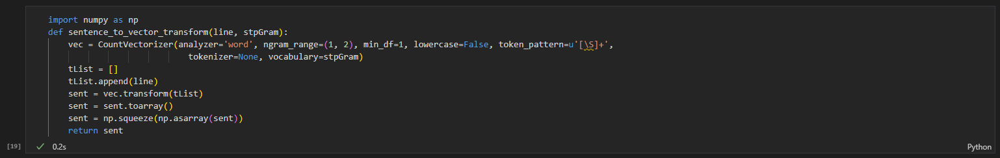 import numpy as np
def sentence_to_vector_transform(line, stpGram):
    vec = CountVectorizer(analyzer='word', ngram_range=(1, 2), min_df=1, lowercase=False, token_pattern=u'[\S]+',
                            tokenizer=None, vocabulary=stpGram)
    tList = []
    tList.append(line)
    sent = vec.transform(tList)
    sent = sent.toarray()
    sent = np.squeeze(np.asarray(sent))
    return sent
[19] ✓ 0.2s Python